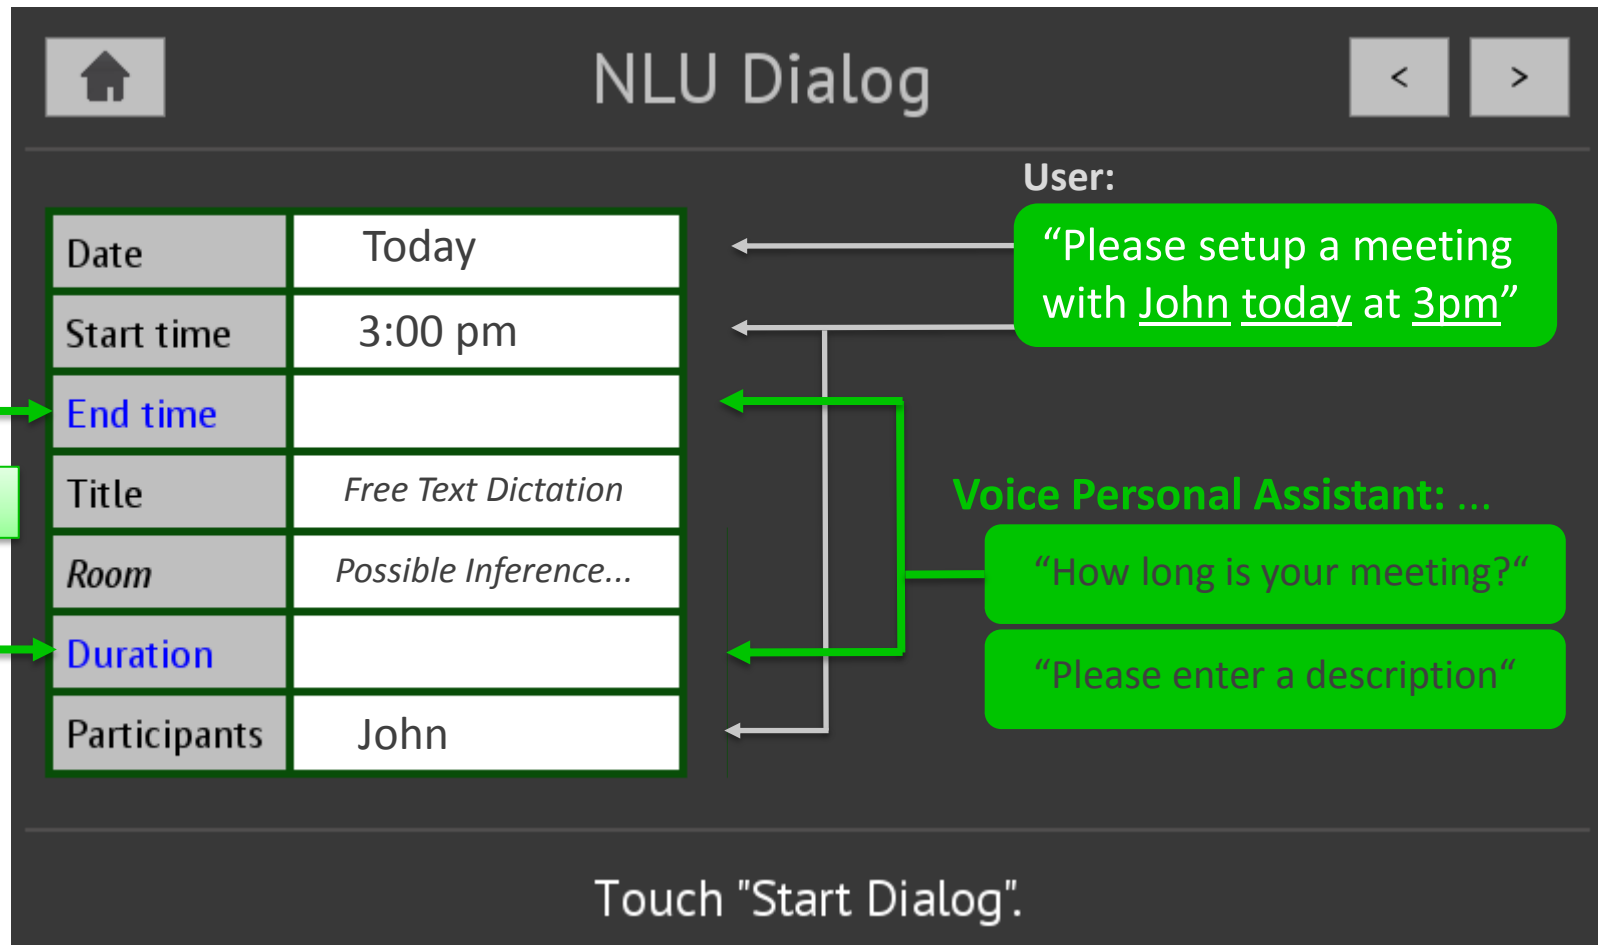 NLU Dialog
< >
User:
“Please setup a meeting
with John today at 3pm”
Date Today
Start time 3:00 pm
End time
Title Free Text Dictation
Room Possible Inference...
Duration
Participants John
Voice Personal Assistant: ...
“How long is your meeting?“
“Please enter a description“
Touch "Start Dialog".